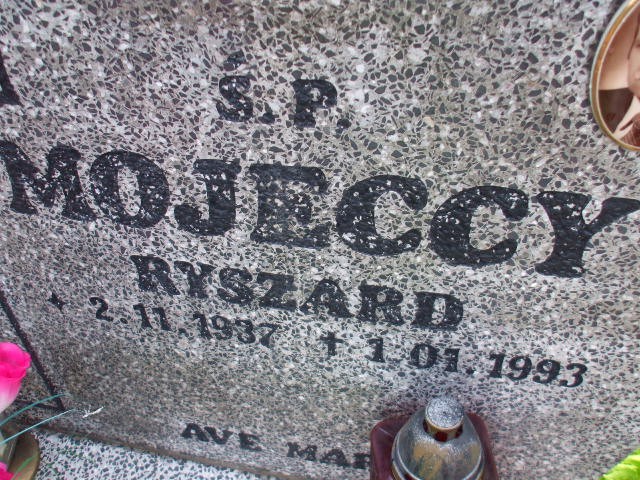 Ś.P.
MOJECCY
RYSZARD
2.11.1937 † 1.01.1993
AVE